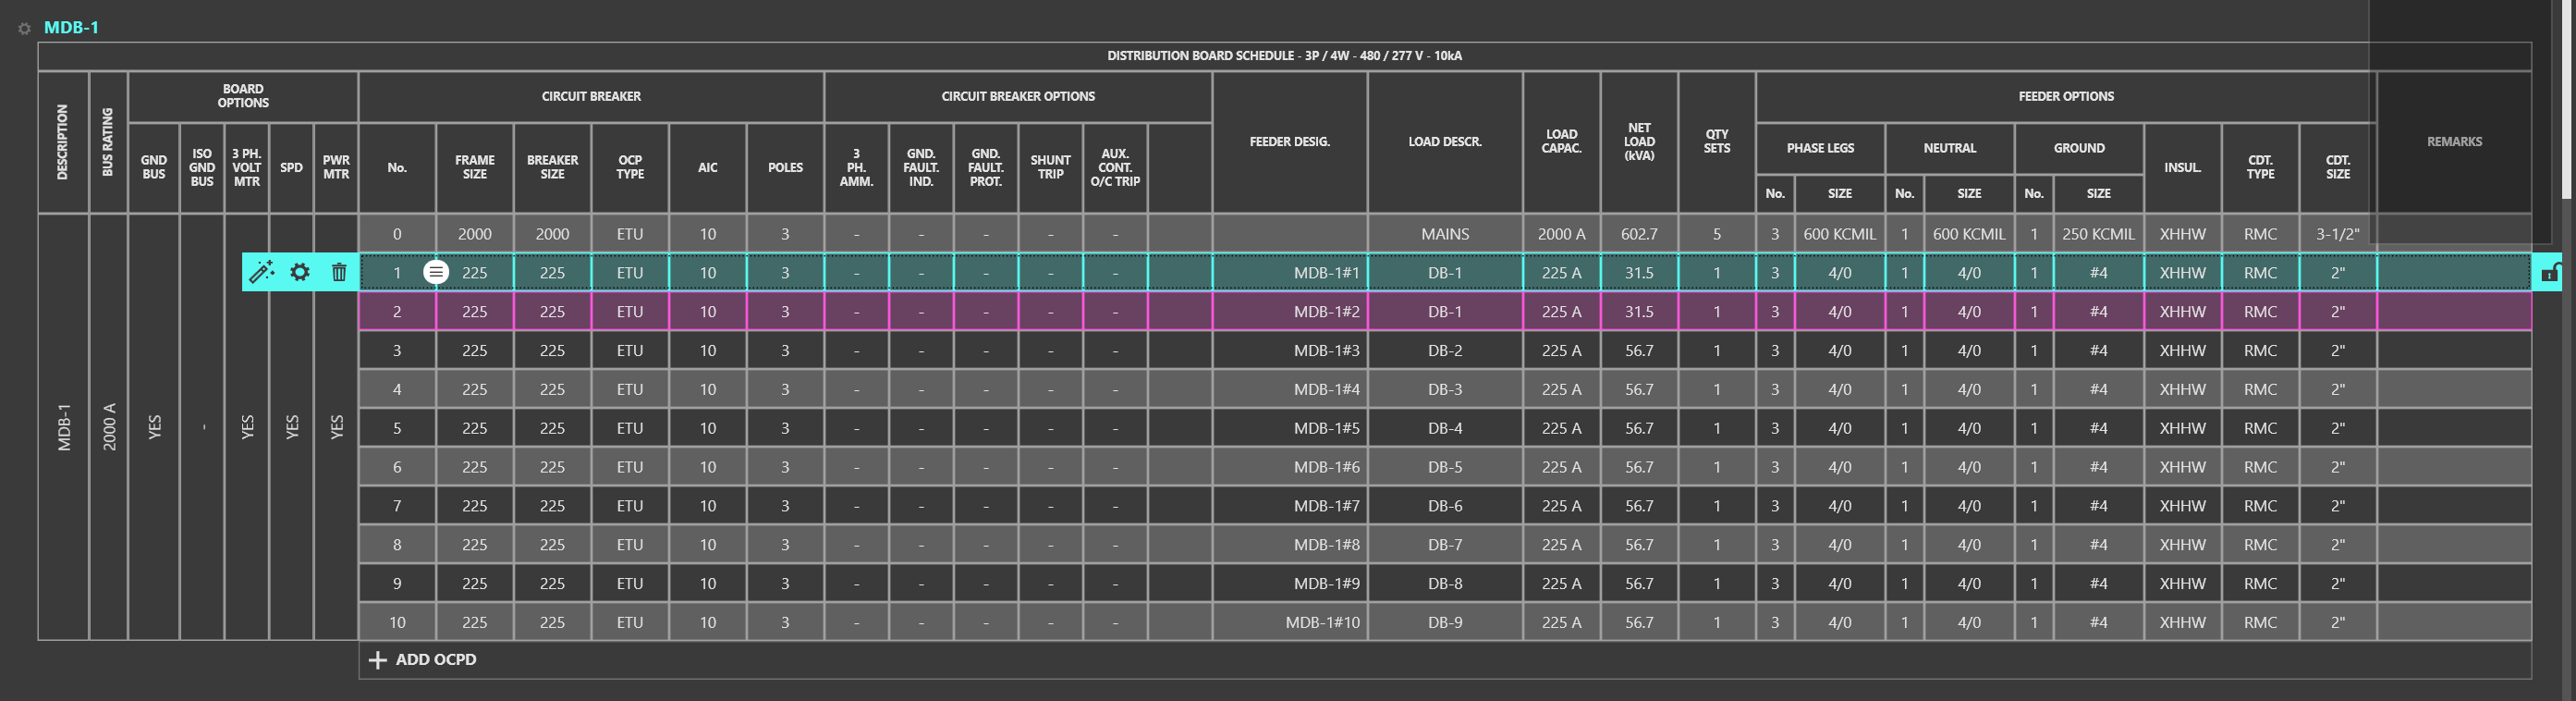 MDB-1
DISTRIBUTION BOARD SCHEDULE - 3P / 4W - 480 / 277 V - 10kA
DESCRIPTION BUS RATING BOARD OPTIONS CIRCUIT BREAKER CIRCUIT BREAKER OPTIONS FEEDER DESIG. LOAD DESCR. LOAD CAPAC. NET LOAD (kVA) QTY SETS FEEDER OPTIONS REMARKS
GND BUS ISO GND BUS 3 PH. VOLT MTR SPD PWR MTR No. FRAME SIZE BREAKER SIZE OCP TYPE AIC POLES 3 PH. AMM. GND. FAULT. IND. GND. FAULT. PROT. SHUNT TRIP AUX. CONT. O/C TRIP PHASE LEGS NEUTRAL GROUND INSUL. CDT. TYPE CDT. SIZE
No. SIZE No. SIZE No. SIZE
MDB-1 2000 A YES - YES YES YES
0 2000 2000 ETU 10 3 - - - - - MAINS 2000 A 602.7 5 3 600 KCMIL 1 600 KCMIL 1 250 KCMIL XHHW RMC 3-1/2"
1 225 225 ETU 10 3 - - - - - MDB-1#1 DB-1 225 A 31.5 1 3 4/0 1 4/0 1 #4 XHHW RMC 2"
2 225 225 ETU 10 3 - - - - - MDB-1#2 DB-1 225 A 31.5 1 3 4/0 1 4/0 1 #4 XHHW RMC 2"
3 225 225 ETU 10 3 - - - - - MDB-1#3 DB-2 225 A 56.7 1 3 4/0 1 4/0 1 #4 XHHW RMC 2"
4 225 225 ETU 10 3 - - - - - MDB-1#4 DB-3 225 A 56.7 1 3 4/0 1 4/0 1 #4 XHHW RMC 2"
5 225 225 ETU 10 3 - - - - - MDB-1#5 DB-4 225 A 56.7 1 3 4/0 1 4/0 1 #4 XHHW RMC 2"
6 225 225 ETU 10 3 - - - - - MDB-1#6 DB-5 225 A 56.7 1 3 4/0 1 4/0 1 #4 XHHW RMC 2"
7 225 225 ETU 10 3 - - - - - MDB-1#7 DB-6 225 A 56.7 1 3 4/0 1 4/0 1 #4 XHHW RMC 2"
8 225 225 ETU 10 3 - - - - - MDB-1#8 DB-7 225 A 56.7 1 3 4/0 1 4/0 1 #4 XHHW RMC 2"
9 225 225 ETU 10 3 - - - - - MDB-1#9 DB-8 225 A 56.7 1 3 4/0 1 4/0 1 #4 XHHW RMC 2"
10 225 225 ETU 10 3 - - - - - MDB-1#10 DB-9 225 A 56.7 1 3 4/0 1 4/0 1 #4 XHHW RMC 2"
ADD OCPD